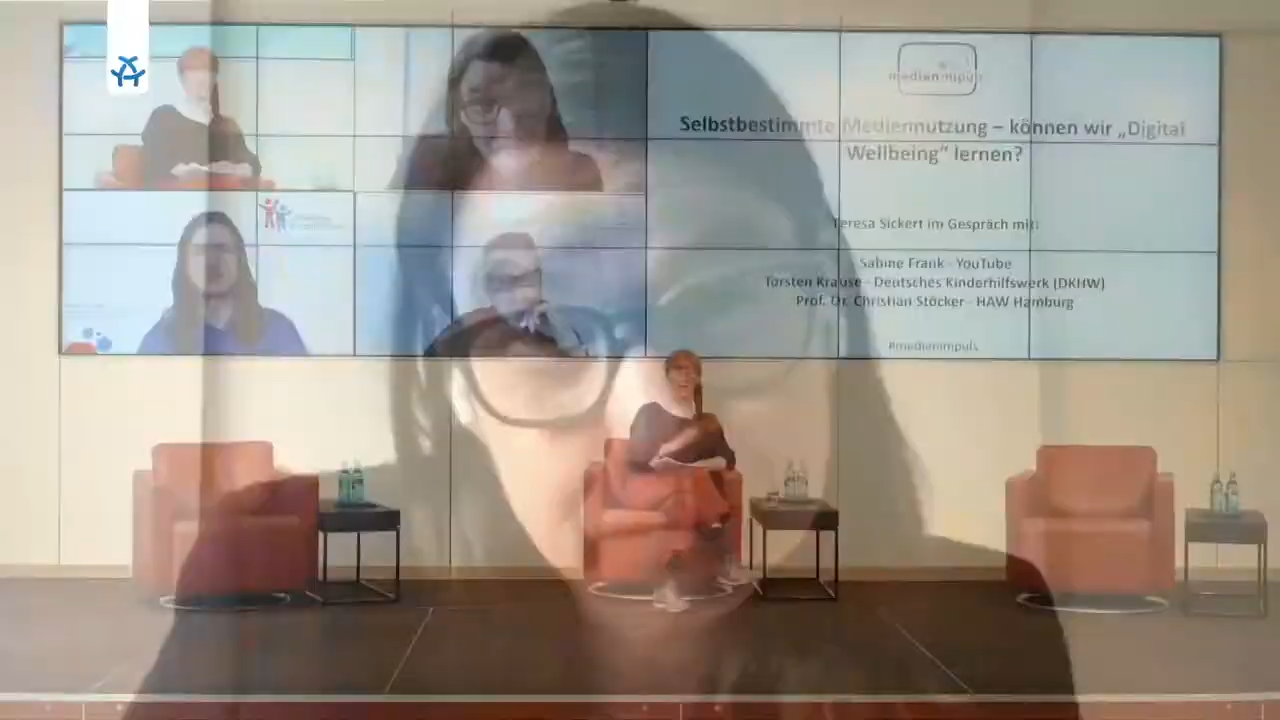 medienimpuls
Selbstbestimmte Mediennutzung – können wir „Digital
Wellbeing“ lernen?
Teresa Sickert im Gespräch mit:
Sabine Frank - YouTube
Torsten Krause - Deutsches Kinderhilfswerk (DKHW)
Prof. Dr. Christian Stöcker - HAW Hamburg
#medienimpuls